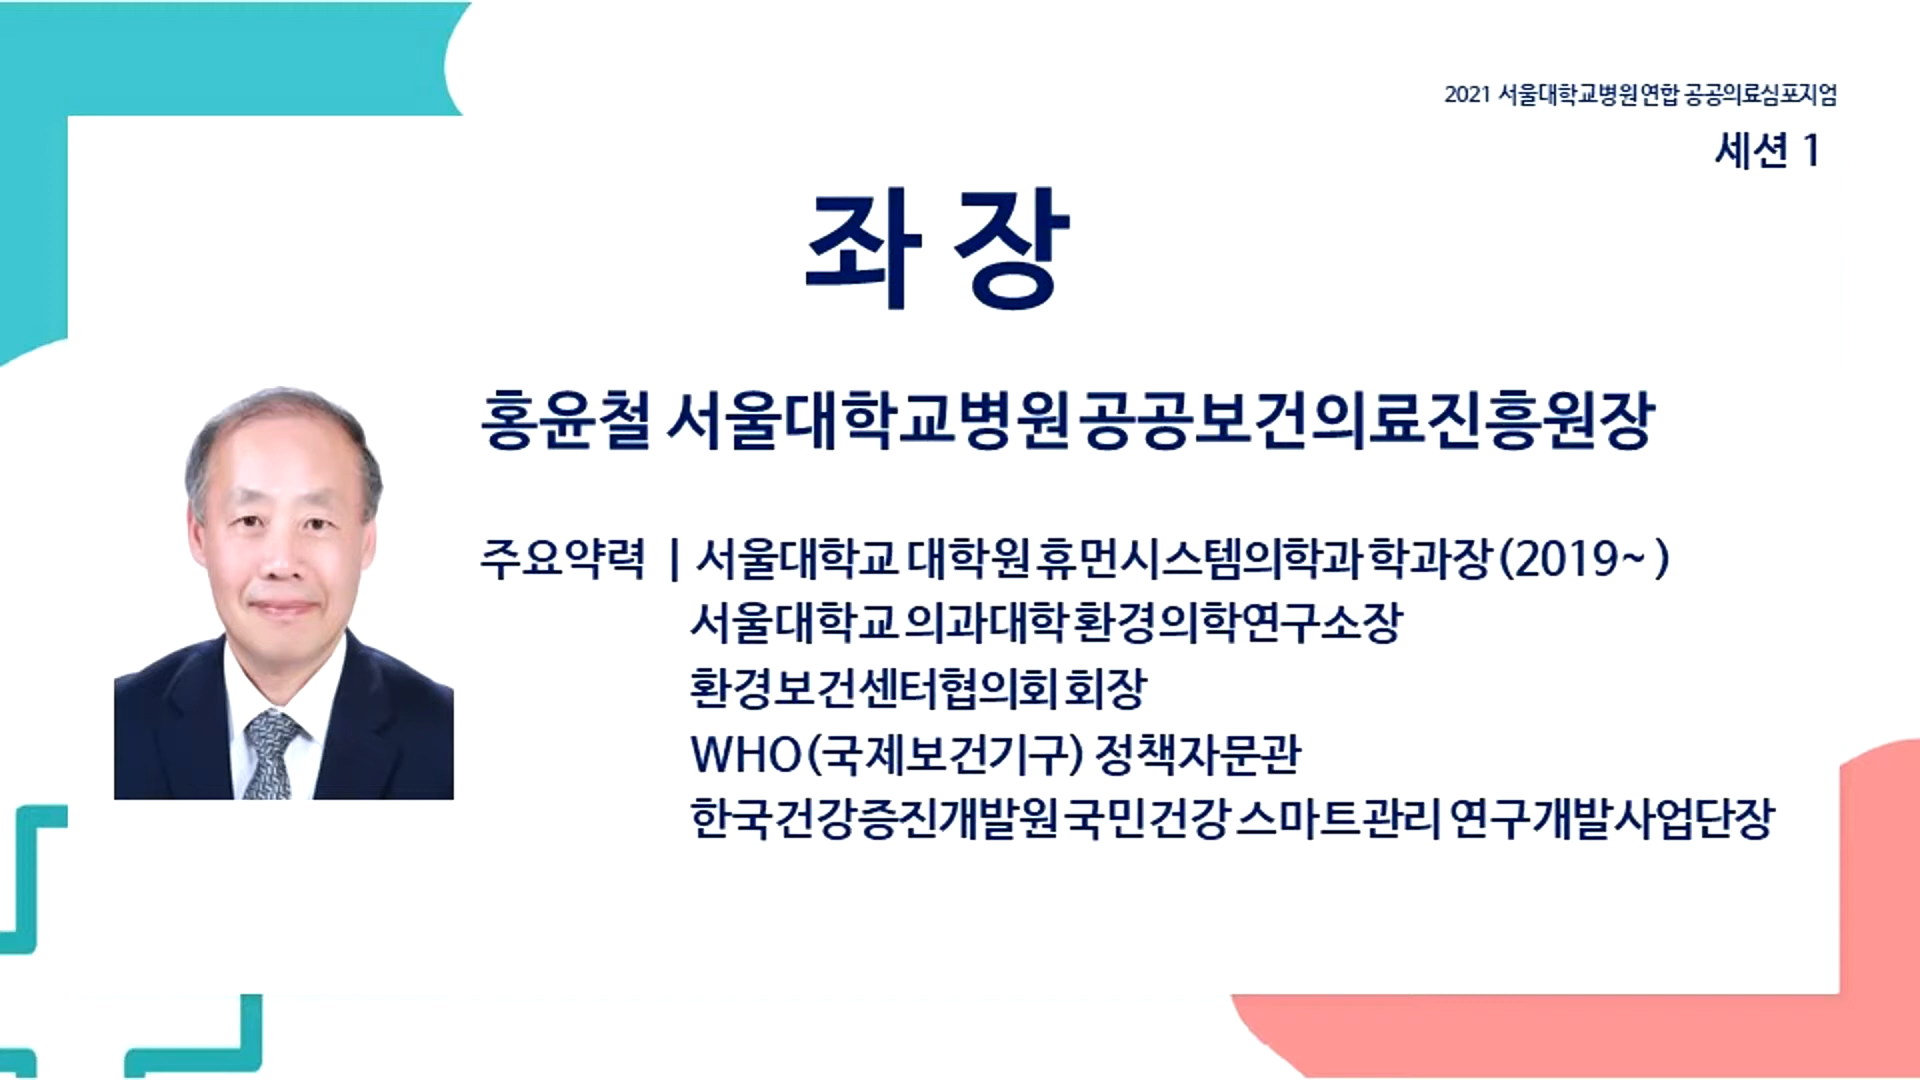 2021 서울대학교병원 연합 공공의료심포지엄
세션 1
좌 장
홍윤철 서울대학교병원 공공보건의료진흥원장
주요약력 | 서울대학교 대학원 휴먼시스템의학과 학과장 (2019~ )
서울대학교 의과대학 환경의학연구소장
환경보건센터협의회 회장
WHO (국제보건기구) 정책자문관
한국건강증진개발원 국민건강 스마트관리 연구개발사업단장